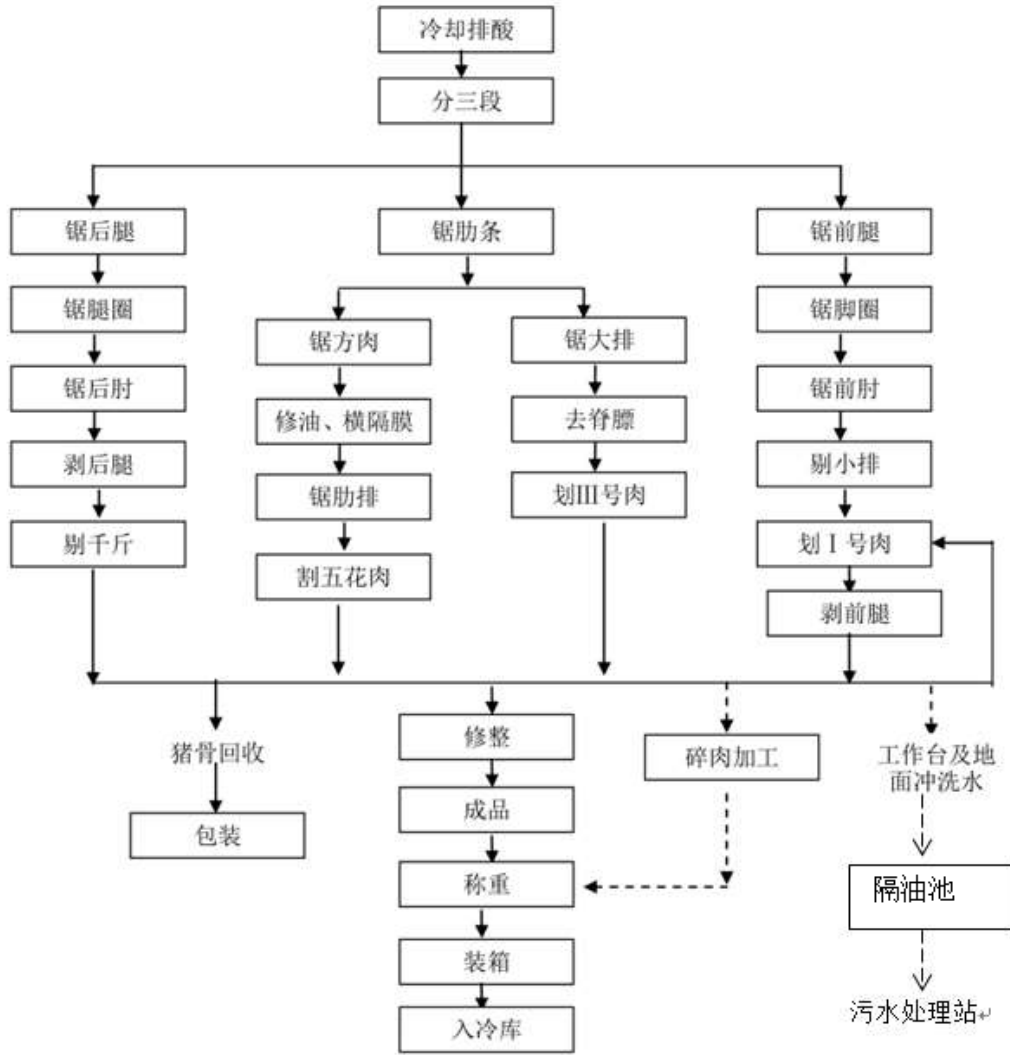 冷却排酸
分三段
锯后腿
锯肋条
锯前腿
锯腿圈
锯脚圈
锯方肉
锯大排
锯后肘
锯前肘
修油、横隔膜
去脊膘
剥后腿
剔小排
锯肋排
划Ⅲ号肉
剔千斤
划Ⅰ号肉
割五花肉
剥前腿
猪骨回收
修整
碎肉加工
工作台及地
面冲洗水
成品
包装
称重
隔油池
装箱
污水处理站↵
入冷库